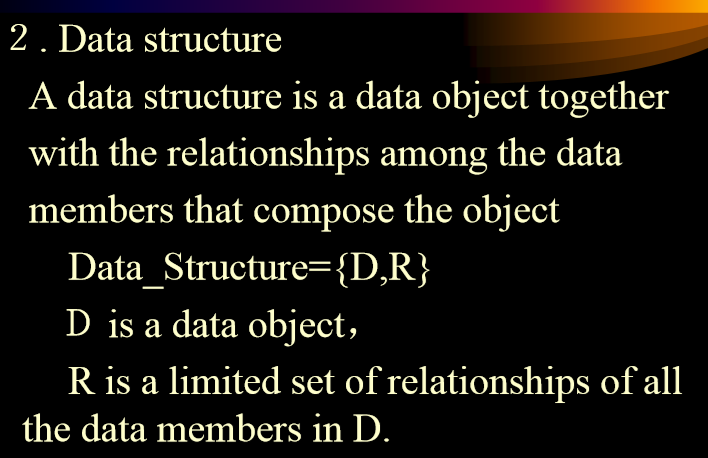 ２. Data structure
A data structure is a data object together
with the relationships among the data
members that compose the object
Data_Structure={D,R}
D is a data object，
R is a limited set of relationships of all
the data members in D.